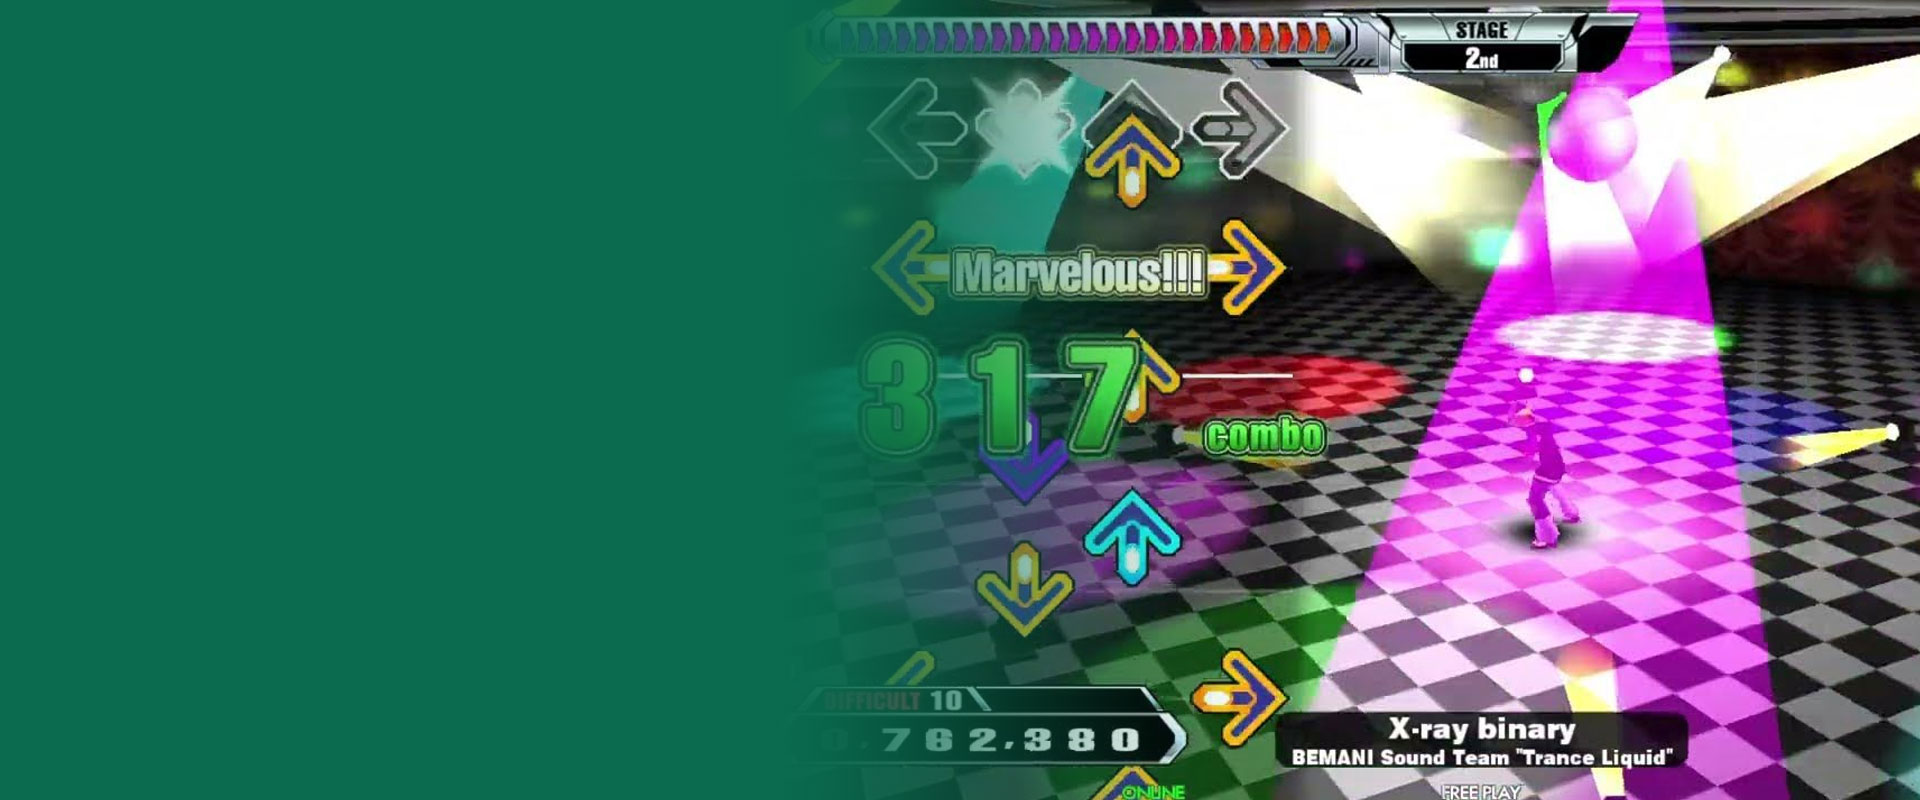 STAGE
2nd
Marvelous!!!
317
combo
DIFFICULT 10
0,762,380
X-ray binary
BEMANI Sound Team "Trance Liquid"
ONLINE
FREE PLAY